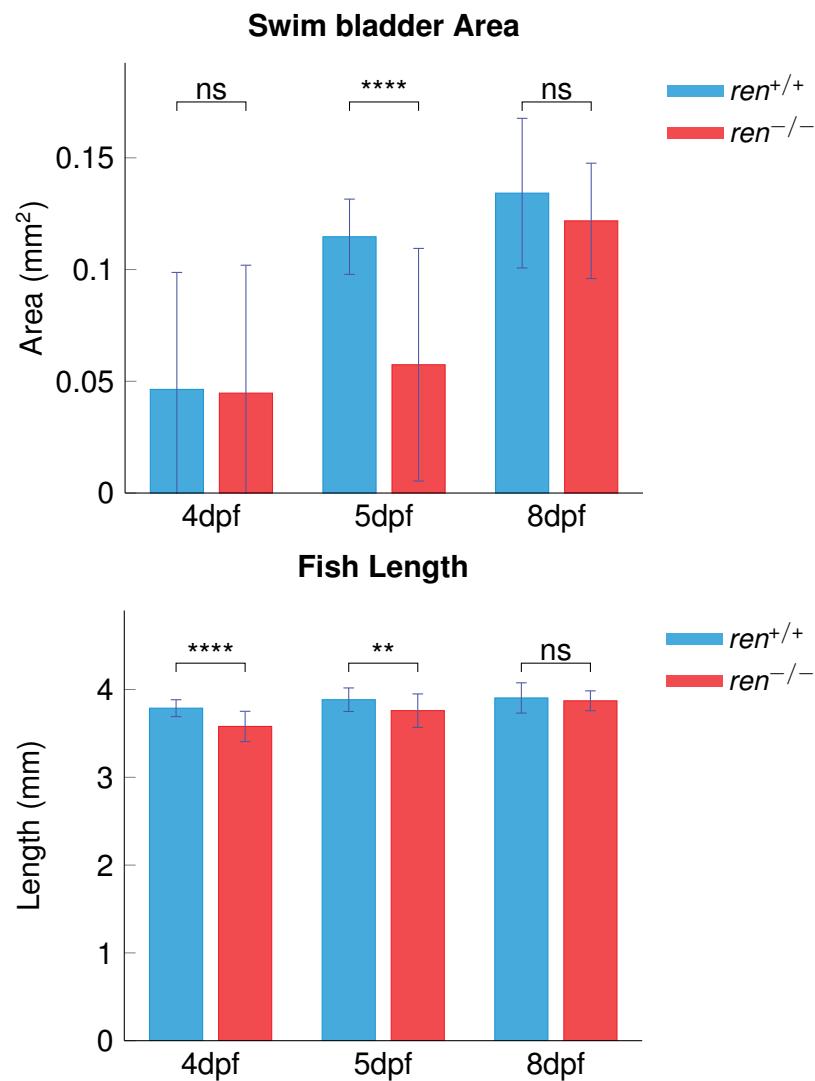 Swim bladder Area
ns
****
ns
ren+/+
ren−/−
0.15
0.1
0.05
0
Area (mm2)
4dpf
5dpf
8dpf
Fish Length
****
**
ns
ren+/+
ren−/−
4
3
2
1
0
Length (mm)
4dpf
5dpf
8dpf